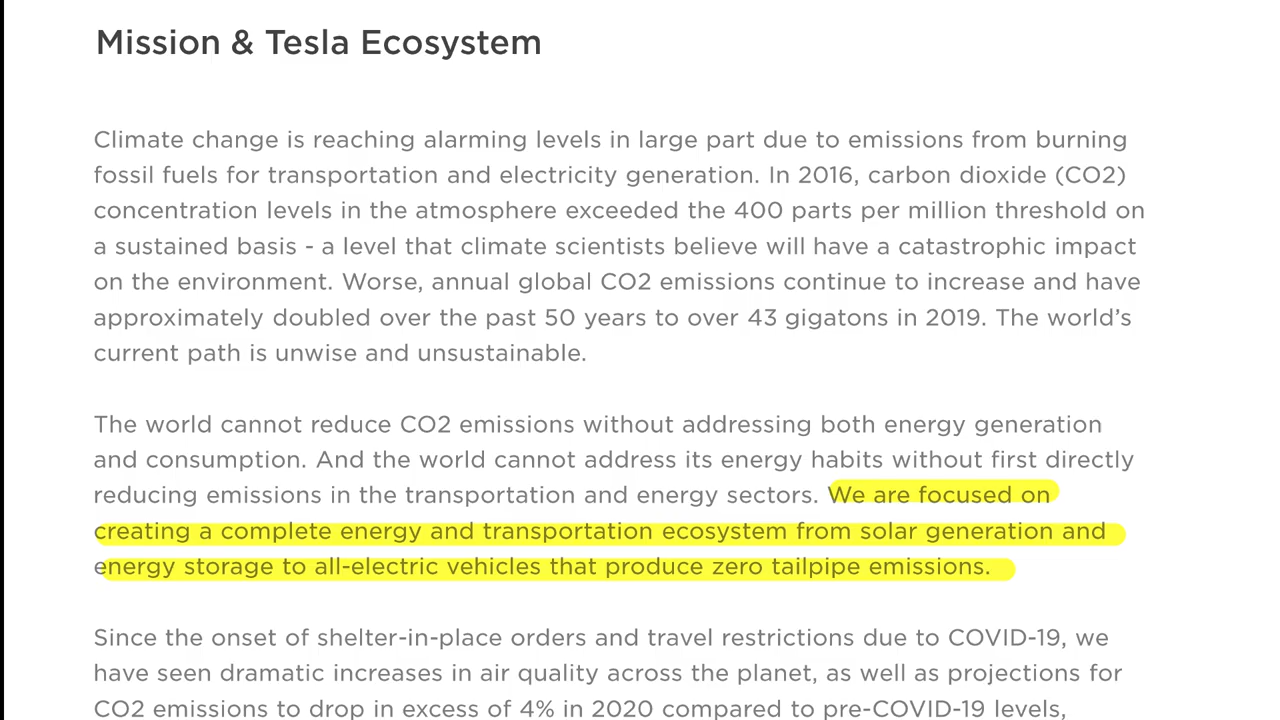 Mission & Tesla Ecosystem
Climate change is reaching alarming levels in large part due to emissions from burning
fossil fuels for transportation and electricity generation. In 2016, carbon dioxide (CO2)
concentration levels in the atmosphere exceeded the 400 parts per million threshold on
a sustained basis - a level that climate scientists believe will have a catastrophic impact
on the environment. Worse, annual global CO2 emissions continue to increase and have
approximately doubled over the past 50 years to over 43 gigatons in 2019. The world’s
current path is unwise and unsustainable.
The world cannot reduce CO2 emissions without addressing both energy generation
and consumption. And the world cannot address its energy habits without first directly
reducing emissions in the transportation and energy sectors. We are focused on
creating a complete energy and transportation ecosystem from solar generation and
energy storage to all-electric vehicles that produce zero tailpipe emissions.
Since the onset of shelter-in-place orders and travel restrictions due to COVID-19, we
have seen dramatic increases in air quality across the planet, as well as projections for
CO2 emissions to drop in excess of 4% in 2020 compared to pre-COVID-19 levels,